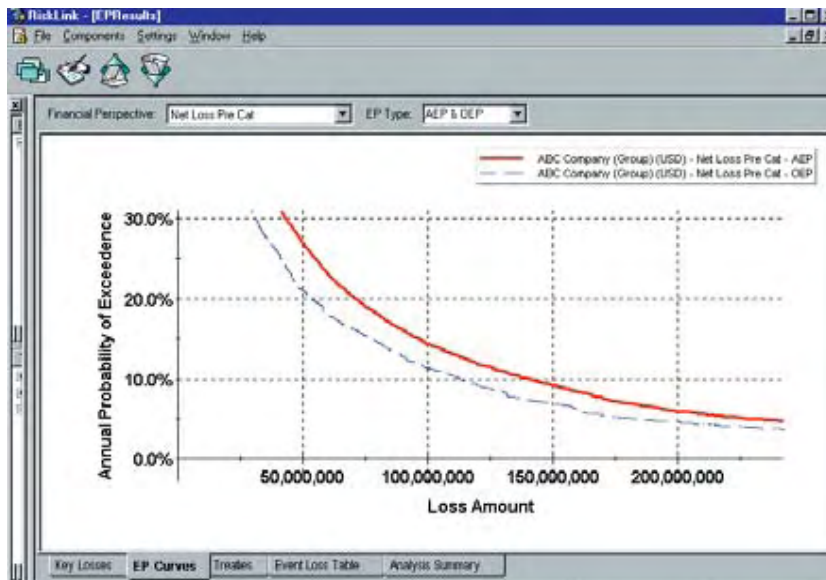 RiskLink - [EPResults]
File Components Settings Window Help
Financial Perspective: Net Loss Pre Cat EP Type: AEP & OEP
ABC Company (Group) (USD) - Net Loss Pre Cat - AEP
ABC Company (Group) (USD) - Net Loss Pre Cat - OEP
Annual Probability of Exceedence
30.0%
20.0%
10.0%
0.0%
50,000,000 100,000,000 150,000,000 200,000,000
Loss Amount
Key Losses EP Curves Treaties Event Loss Table Analysis Summary